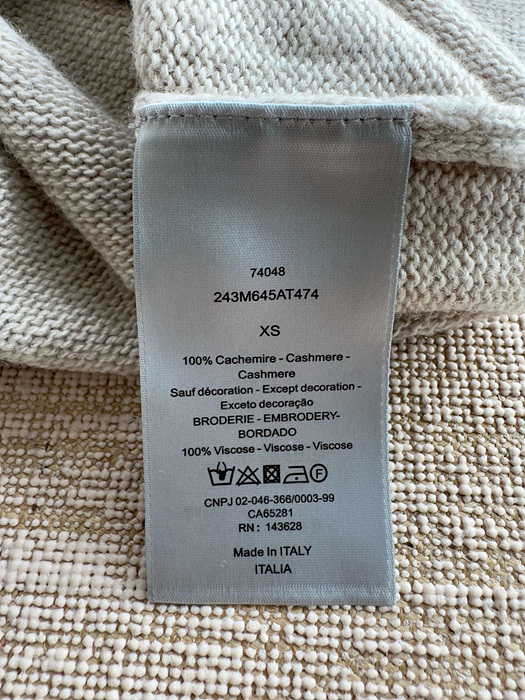 74048
243M645AT474
XS
100% Cachemire - Cashmere -
Cashmere
Sauf décoration - Except decoration -
Exceto decoração
BRODERIE - EMBRODERY-
BORDADO
100% Viscose - Viscose - Viscose
CNPJ 02-046-366/0003-99
CA65281
RN : 143628
Made In ITALY
ITALIA